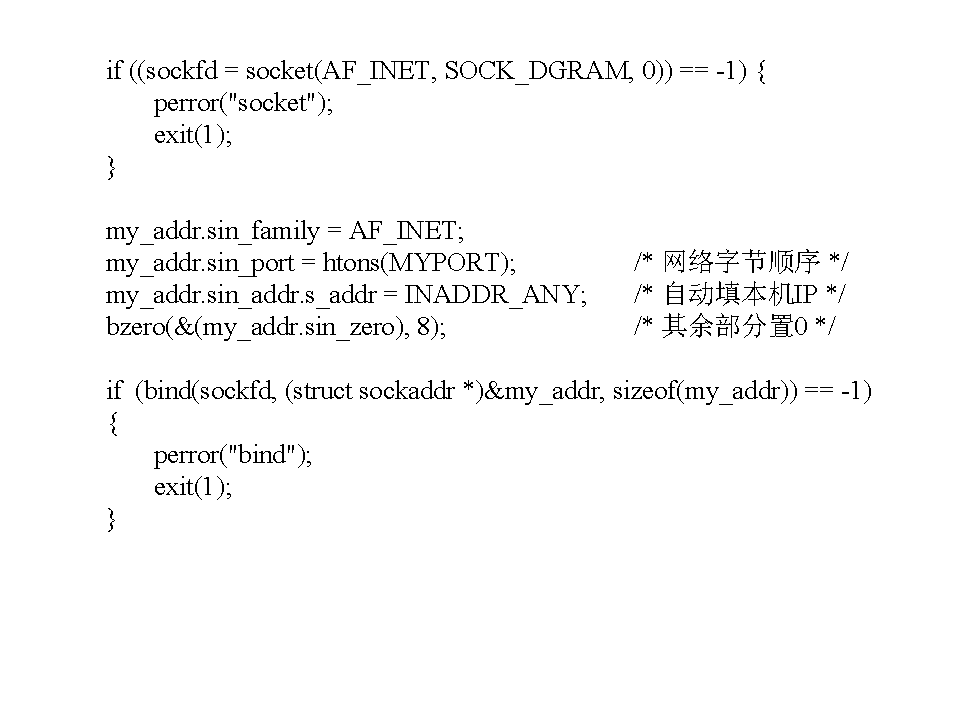 if ((sockfd = socket(AF_INET, SOCK_DGRAM, 0)) == -1) {
perror("socket");
exit(1);
}
my_addr.sin_family = AF_INET;
my_addr.sin_port = htons(MYPORT); /* 网络字节顺序 */
my_addr.sin_addr.s_addr = INADDR_ANY; /* 自动填本机IP */
bzero(&(my_addr.sin_zero), 8); /* 其余部分置0 */
if (bind(sockfd, (struct sockaddr *)&my_addr, sizeof(my_addr)) == -1)
{
perror("bind");
exit(1);
}